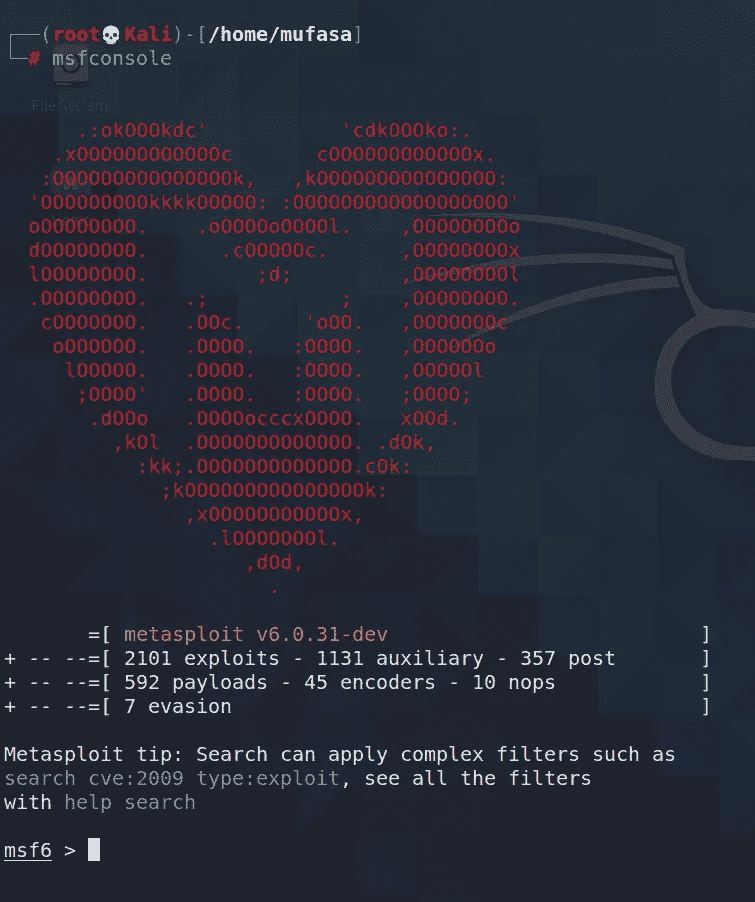 ┌──(root💀Kali)-[/home/mufasa]
└─# msfconsole
File System
     .:okOOOkdc'           'cdkOOOko:.
   .xOOOOOOOOOOOOc       cOOOOOOOOOOOOx.
  :OOOOOOOOOOOOOOOk,   ,kOOOOOOOOOOOOOOO:
 'OOOOOOOOOkkkkOOOOO: :OOOOOOOOOOOOOOOOOO'
 oOOOOOOOO.    .oOOOOoOOOOl.    ,OOOOOOOOo
 dOOOOOOOO.      .cOOOOOc.      ,OOOOOOOOx
 lOOOOOOOO.         ;d;         ,OOOOOOOOl
 .OOOOOOOO.   .;           ;    ,OOOOOOOO.
  cOOOOOOO.   .OOc.     'oOO.   ,OOOOOOOc
   oOOOOOO.   .OOOO.   :OOOO.   ,OOOOOOo
    lOOOOO.   .OOOO.   :OOOO.   ,OOOOOl
     ;OOOO'   .OOOO.   :OOOO.   ;OOOO;
      .dOOo   .OOOOocccxOOOO.   xOOd.
        ,kOl  .OOOOOOOOOOOOO. .dOk,
          :kk;.OOOOOOOOOOOOO.cOk:
            ;kOOOOOOOOOOOOOOOk:
              ,xOOOOOOOOOOOx,
                .lOOOOOOOl.
                   ,dOd,
                     .
       =[ metasploit v6.0.31-dev                          ]
+ -- --=[ 2101 exploits - 1131 auxiliary - 357 post       ]
+ -- --=[ 592 payloads - 45 encoders - 10 nops            ]
+ -- --=[ 7 evasion                                       ]
Metasploit tip: Search can apply complex filters such as
search cve:2009 type:exploit, see all the filters
with help search
msf6 >